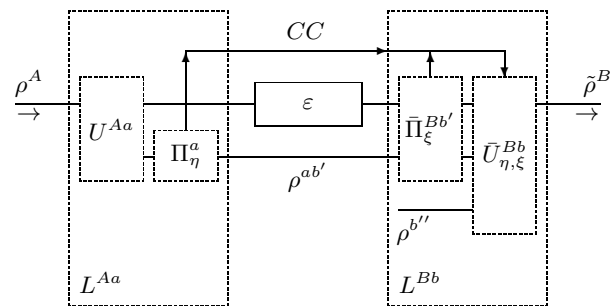 CC
ρ^A
→
U^{Aa}
Π^a_η
ε
ρ^{ab'}
Π̄^{Bb'}_ξ
Ū^{Bb}_{η,ξ}
ρ̃^B
→
ρ^{b''}
L^{Aa}
L^{Bb}